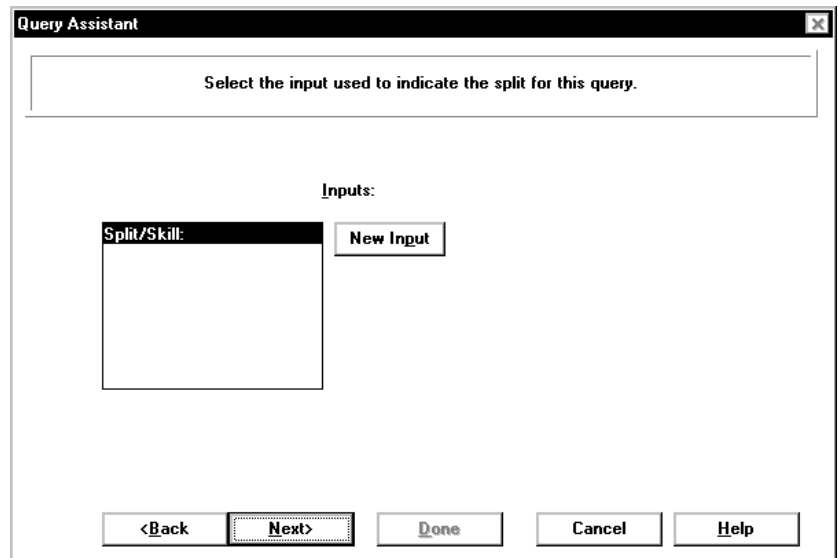 Query Assistant
Select the input used to indicate the split for this query.
Inputs:
Split/Skill:
New Input
<Back Next> Done Cancel Help